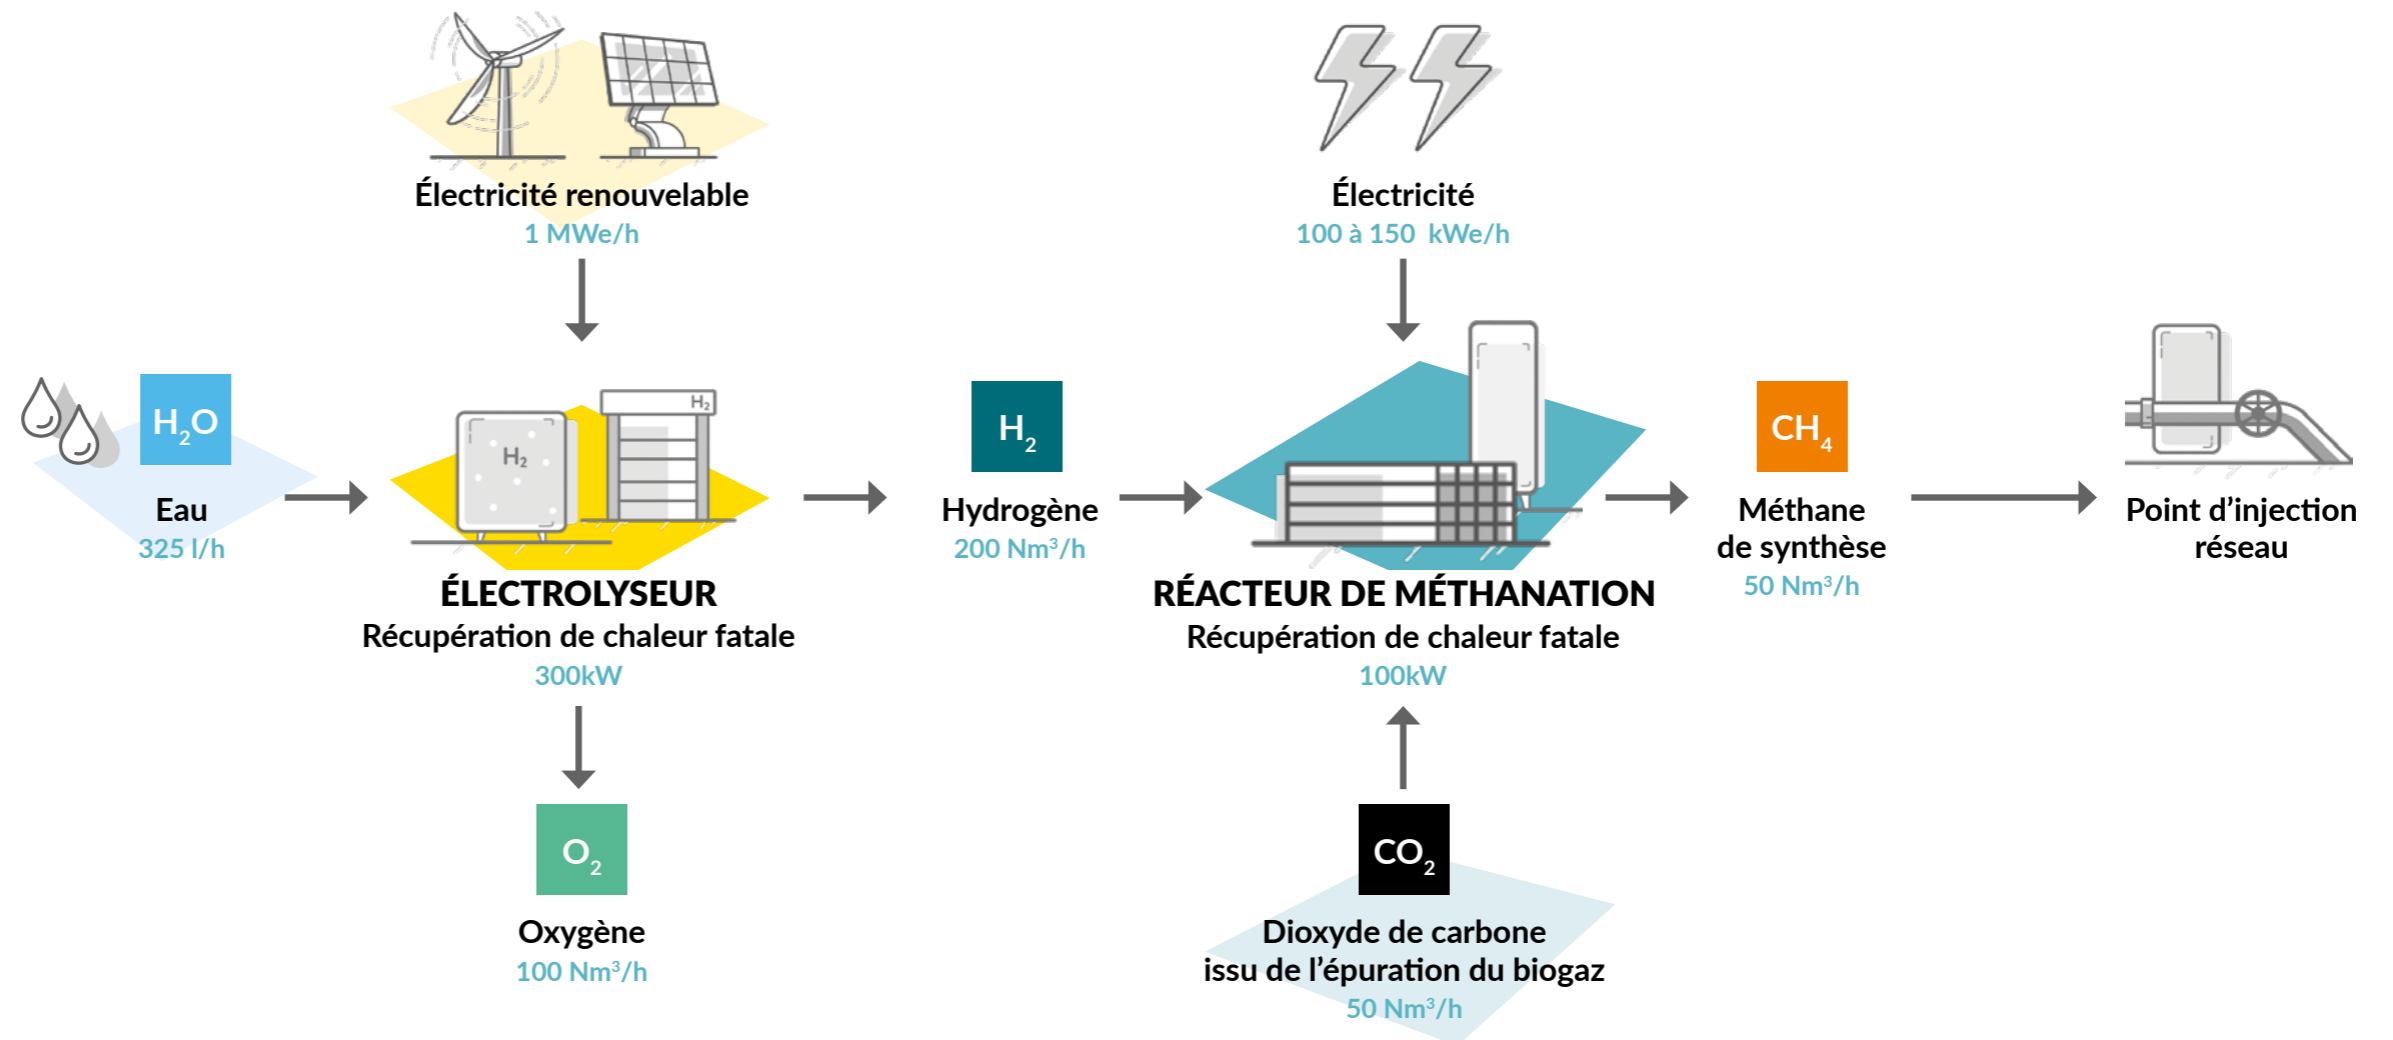 Électricité renouvelable
1 MWe/h
Électricité
100 à 150 kWe/h
H₂O
Eau
325 l/h
H₂
H₂
ÉLECTROLYSEUR
Récupération de chaleur fatale
300kW
O₂
Oxygène
100 Nm³/h
H₂
Hydrogène
200 Nm³/h
RÉACTEUR DE MÉTHANATION
Récupération de chaleur fatale
100kW
CO₂
Dioxyde de carbone
issu de l’épuration du biogaz
50 Nm³/h
CH₄
Méthane
de synthèse
50 Nm³/h
Point d’injection
réseau